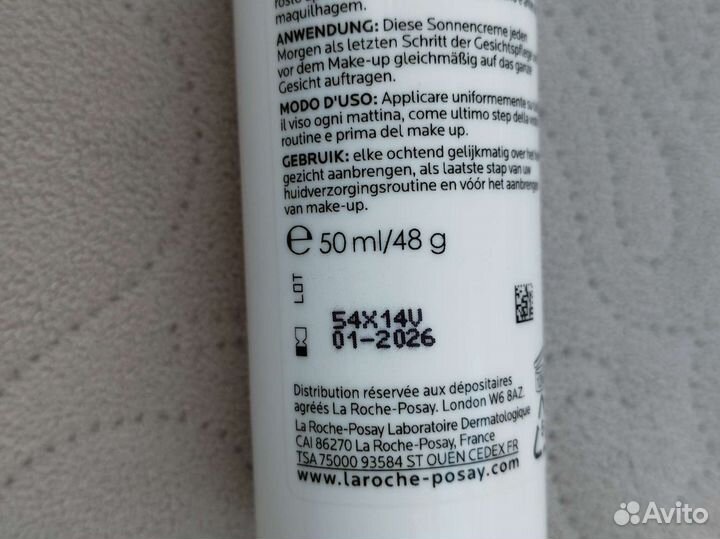 maquilhagem.
ANWENDUNG: Diese Sonnencreme jeden
Morgen als letzten Schritt der Gesichtspflege
vor dem Make-up gleichmäßig auf das ganze
Gesicht auftragen.
MODO D'USO: Applicare uniformemente
il viso ogni mattina, come ultimo step della
routine e prima del make up.
GEBRUIK: elke ochtend gelijkmatig over het
gezicht aanbrengen, als laatste stap van uw
huidverzorgingsroutine en vóór het aanbrengen
van make-up.
℮ 50 ml/48 g
LOT
54X14V
01-2026
Distribution réservée aux dépositaires
agréés La Roche-Posay. London W6 8AZ.
La Roche-Posay Laboratoire Dermatologique
CAI 86270 La Roche-Posay, France
TSA 75000 93584 ST OUEN CEDEX FR
www.laroche-posay.com
Avito